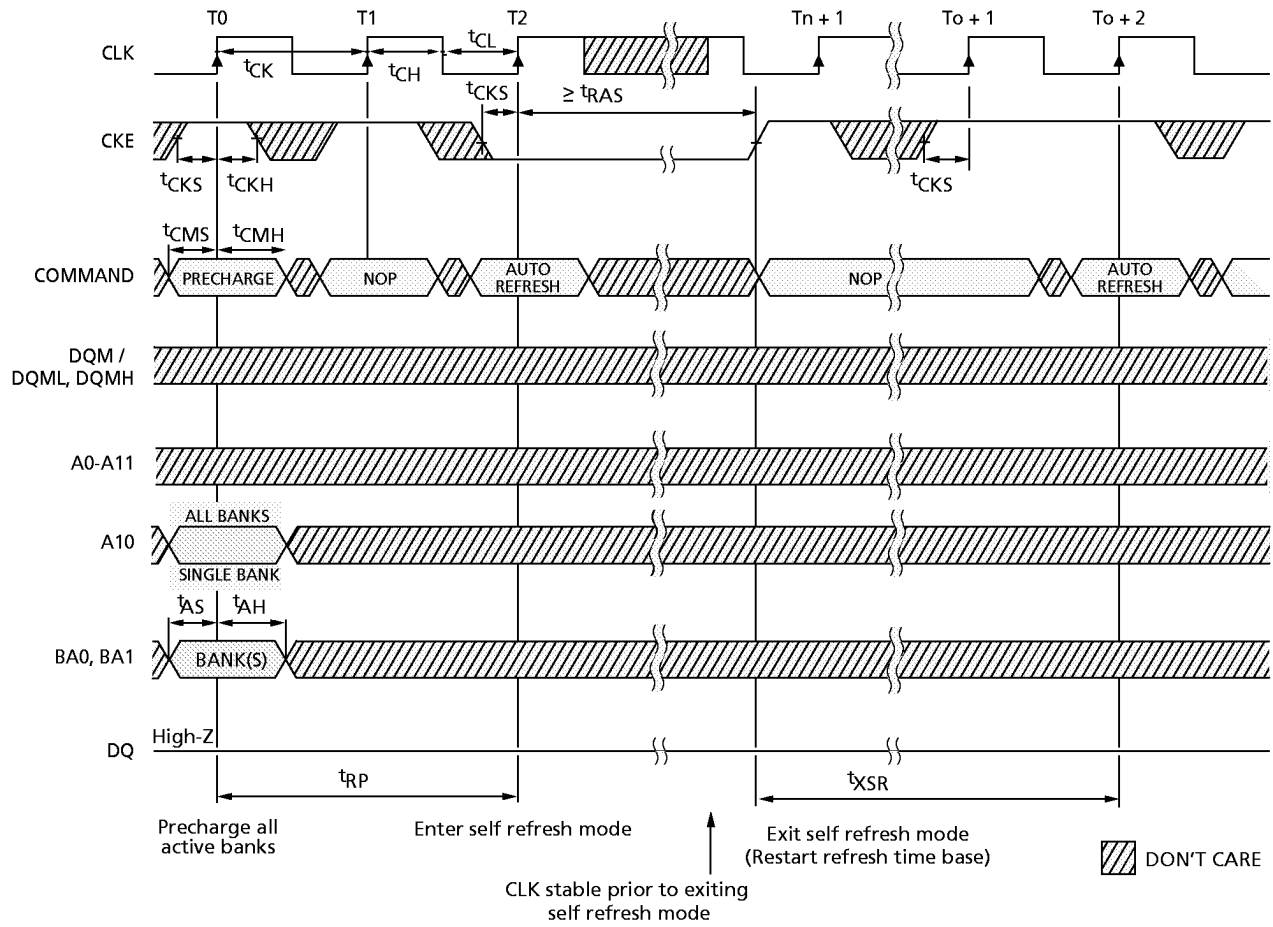 T0 T1 T2 Tn + 1 To + 1 To + 2
CLK
tCK tCH tCL
tCKS ≥ tRAS
CKE
tCKS tCKH tCKS
tCMS tCMH
COMMAND PRECHARGE NOP AUTO REFRESH NOP AUTO REFRESH
DQM /
DQML, DQMH
A0-A11
ALL BANKS
A10
SINGLE BANK
tAS tAH
BA0, BA1 BANK(S)
High-Z
DQ
tRP tXSR
Precharge all
active banks
Enter self refresh mode
Exit self refresh mode
(Restart refresh time base)
DON'T CARE
CLK stable prior to exiting
self refresh mode